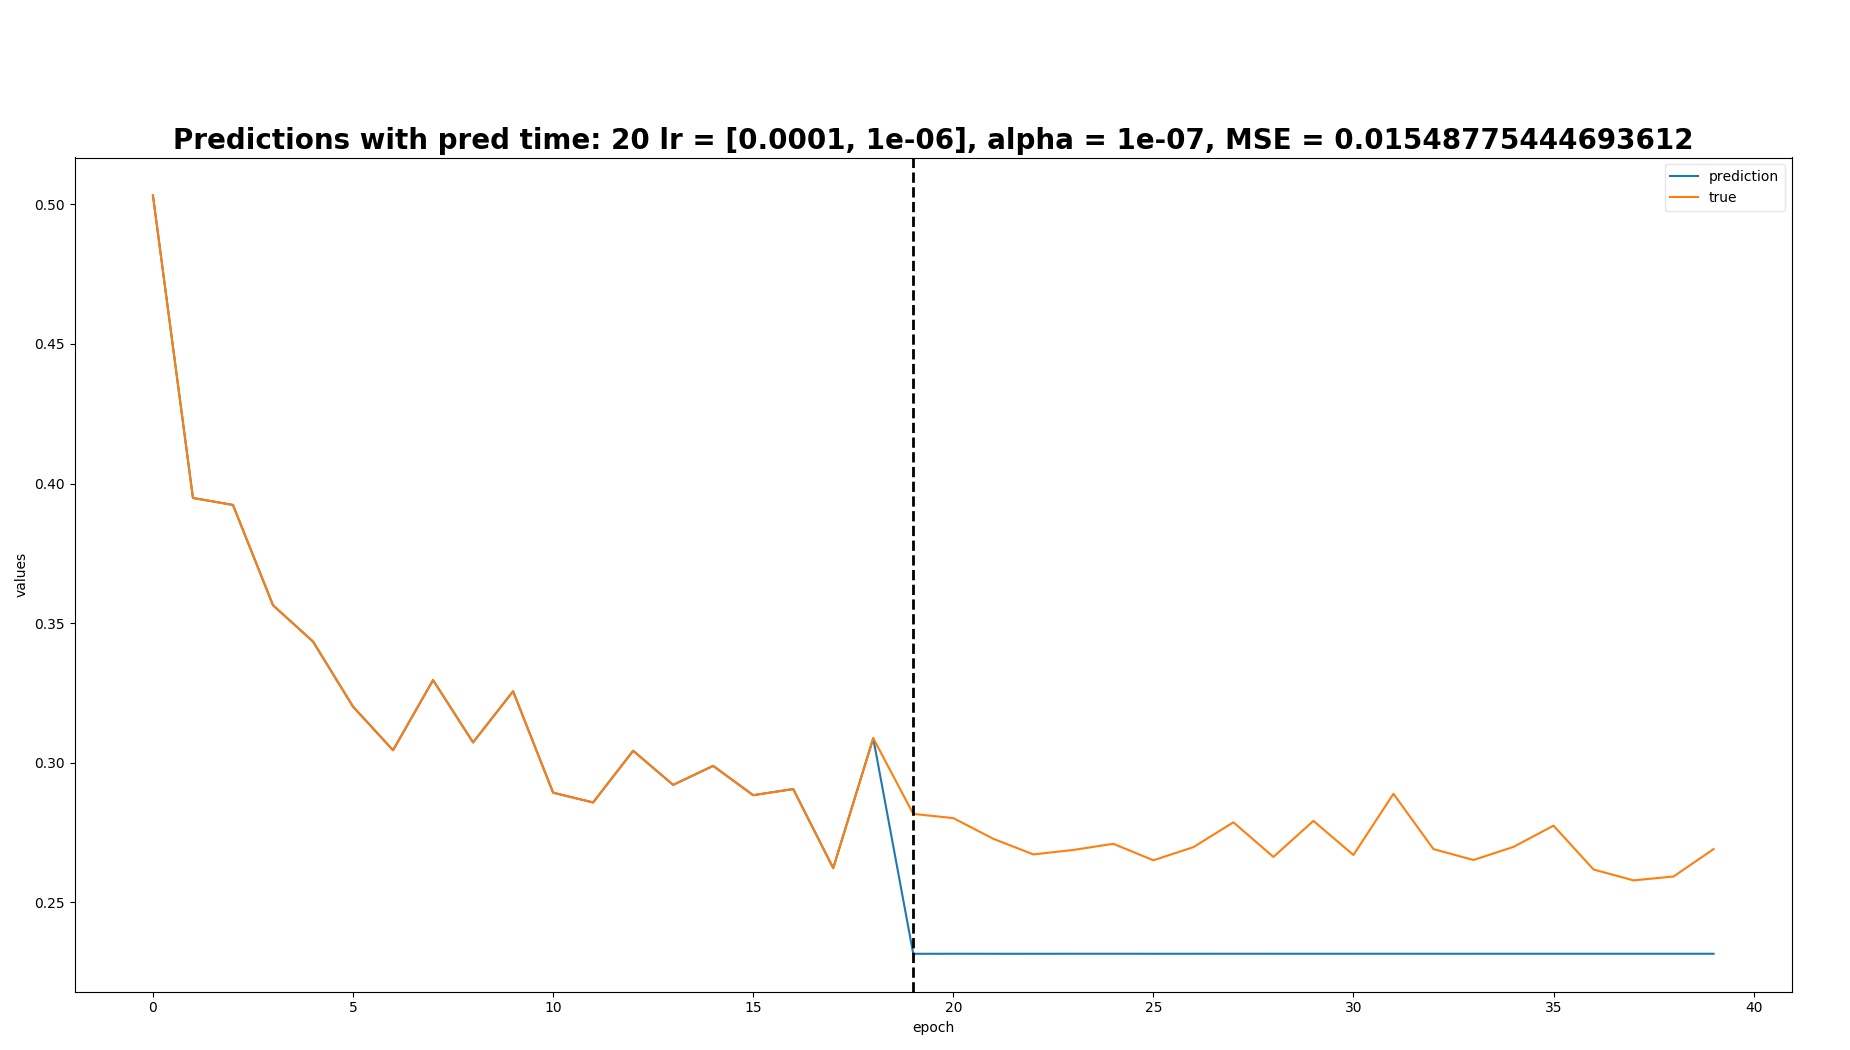 Predictions with pred time: 20 lr = [0.0001, 1e-06], alpha = 1e-07, MSE = 0.01548775444693612
prediction
true
0.50
0.45
0.40
0.35
0.30
0.25
values
0 5 10 15 20 25 30 35 40
epoch